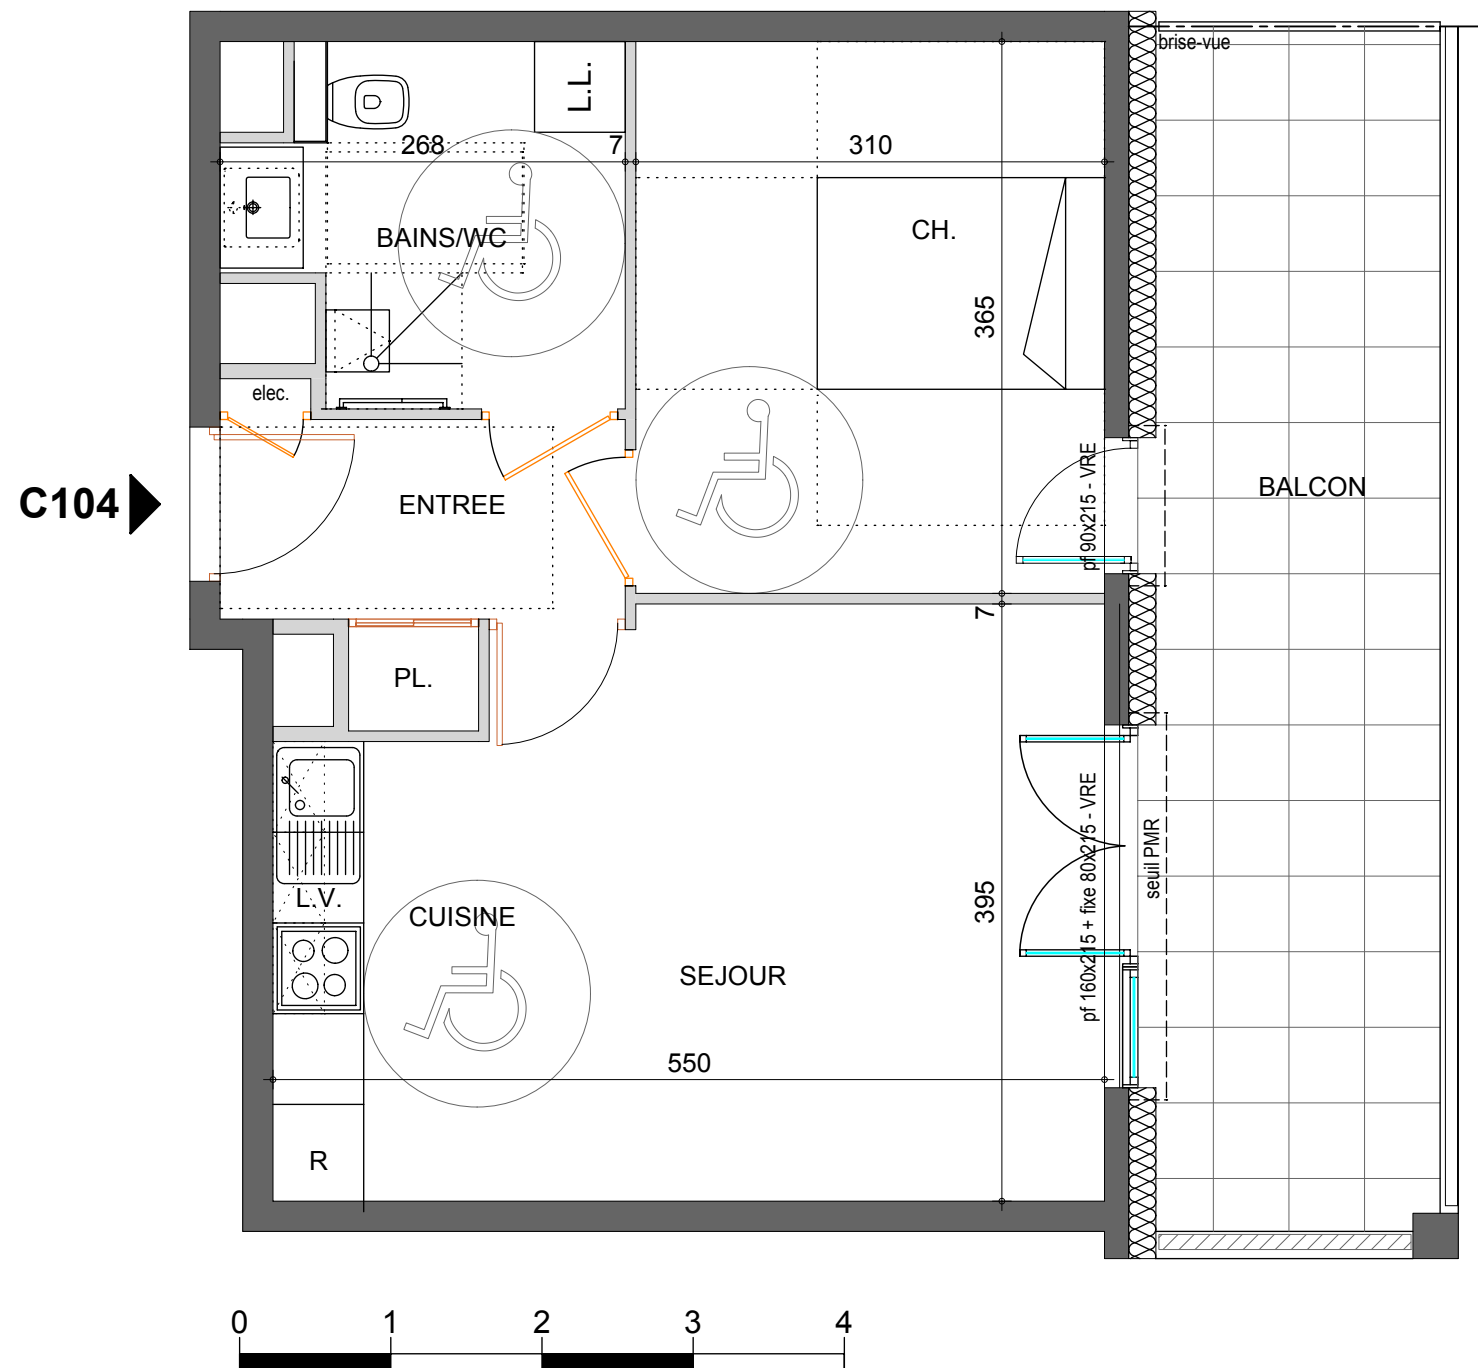 brise-vue
L.L.
268
7
310
BAINS/WC
CH.
365
elec.
C104
ENTREE
pf 90x215 - VRE
BALCON
7
PL.
L.V.
CUISINE
395
pf 160x215 + fixe 80x215 - VRE
seuil PMR
SEJOUR
550
R
0 1 2 3 4